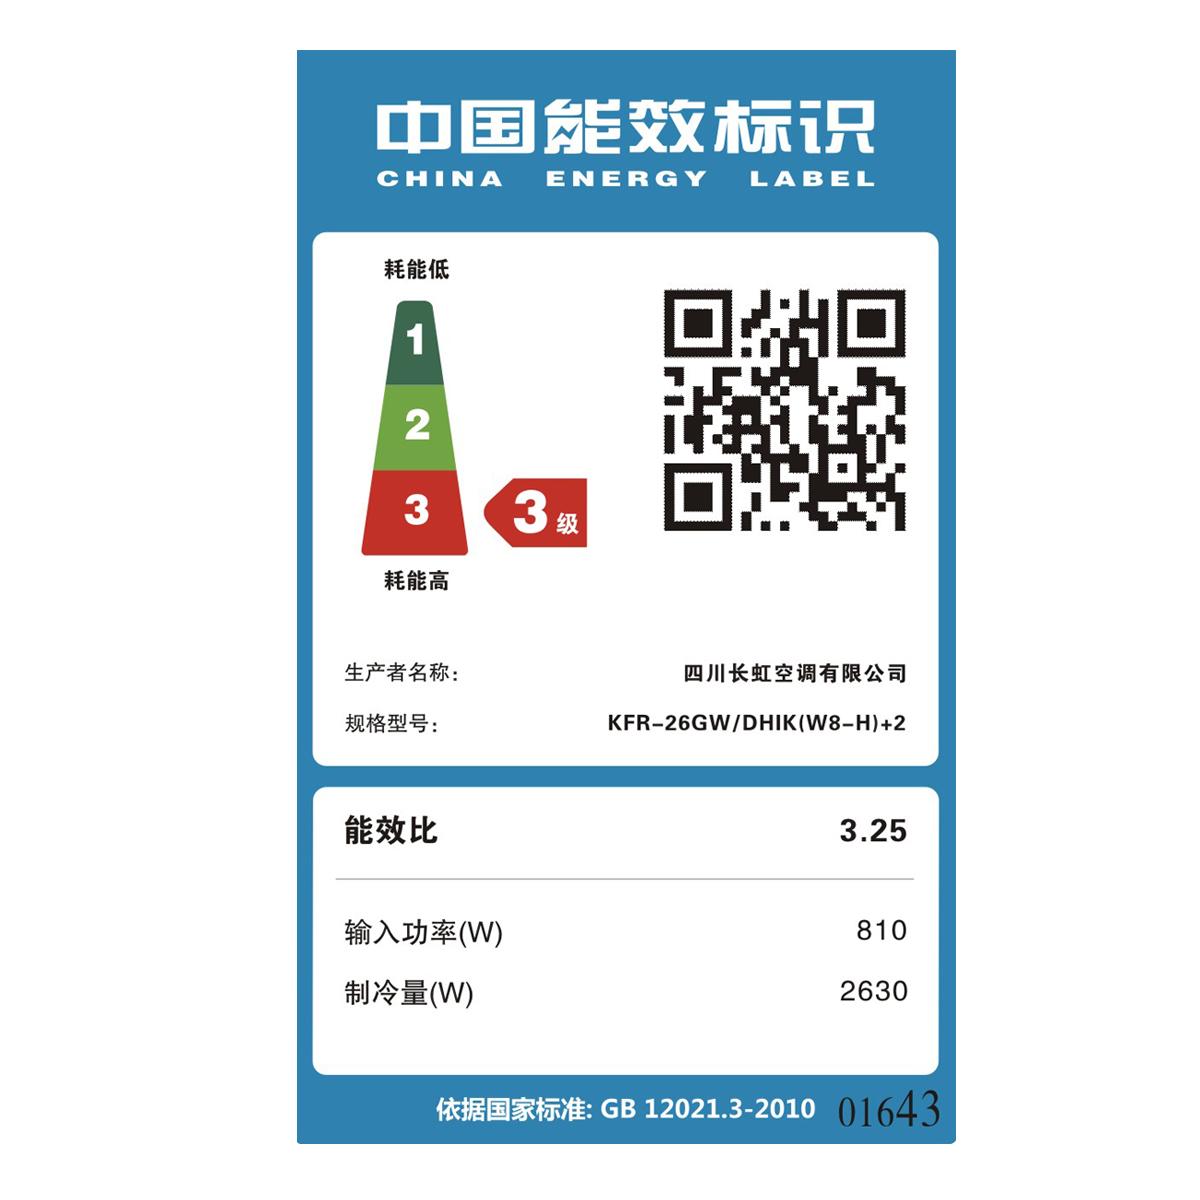 中国能效标识
CHINA ENERGY LABEL
耗能低
1
2
3
3级
耗能高
生产者名称: 四川长虹空调有限公司
规格型号: KFR-26GW/DHIK(W8-H)+2
能效比 3.25
输入功率(W) 810
制冷量(W) 2630
依据国家标准: GB 12021.3-2010 01643